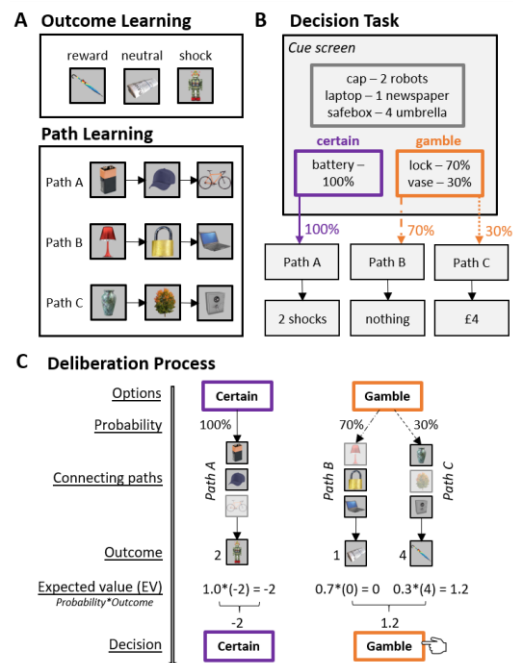 A Outcome Learning
reward neutral shock
Path Learning
Path A
Path B
Path C
B Decision Task
Cue screen
cap – 2 robots
laptop – 1 newspaper
safebox – 4 umbrella
certain gamble
battery –
100%
lock – 70%
vase – 30%
100% 70% 30%
Path A Path B Path C
2 shocks nothing £4
C Deliberation Process
Options Certain Gamble
Probability 100% 70% 30%
Connecting paths Path A Path B Path C
Outcome 2 1 4
Expected value (EV) 1.0*(-2) = -2 0.7*(0) = 0 0.3*(4) = 1.2
Probability*Outcome
-2 1.2
Decision Certain Gamble